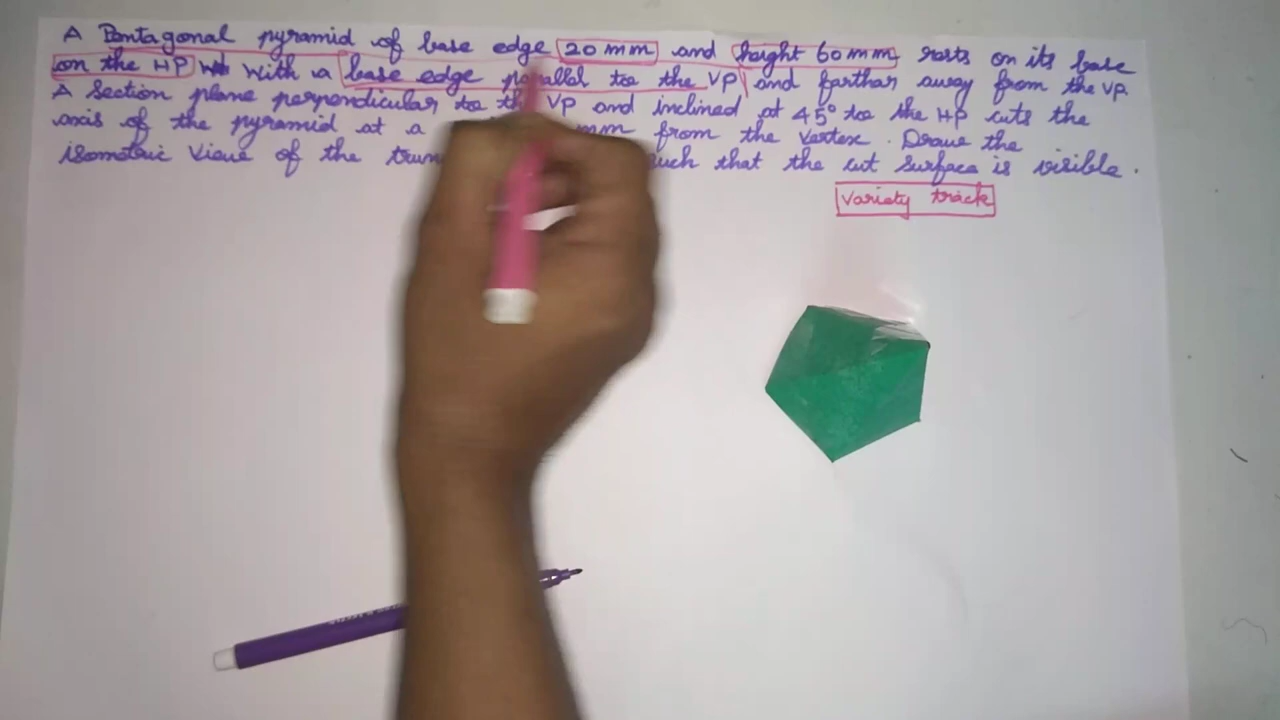 A Pentagonal pyramid of base edge 20 mm and height 60 mm rests on its base
on the HP with a base edge parallel to the VP and farthar away from the VP.
A section plane perpendicular to the VP and inclined at 45° to the HP cuts the
axis of the pyramid at a mm from the vertex. Draw the
isometric view of the such that the cut surface is visible.
Variety track